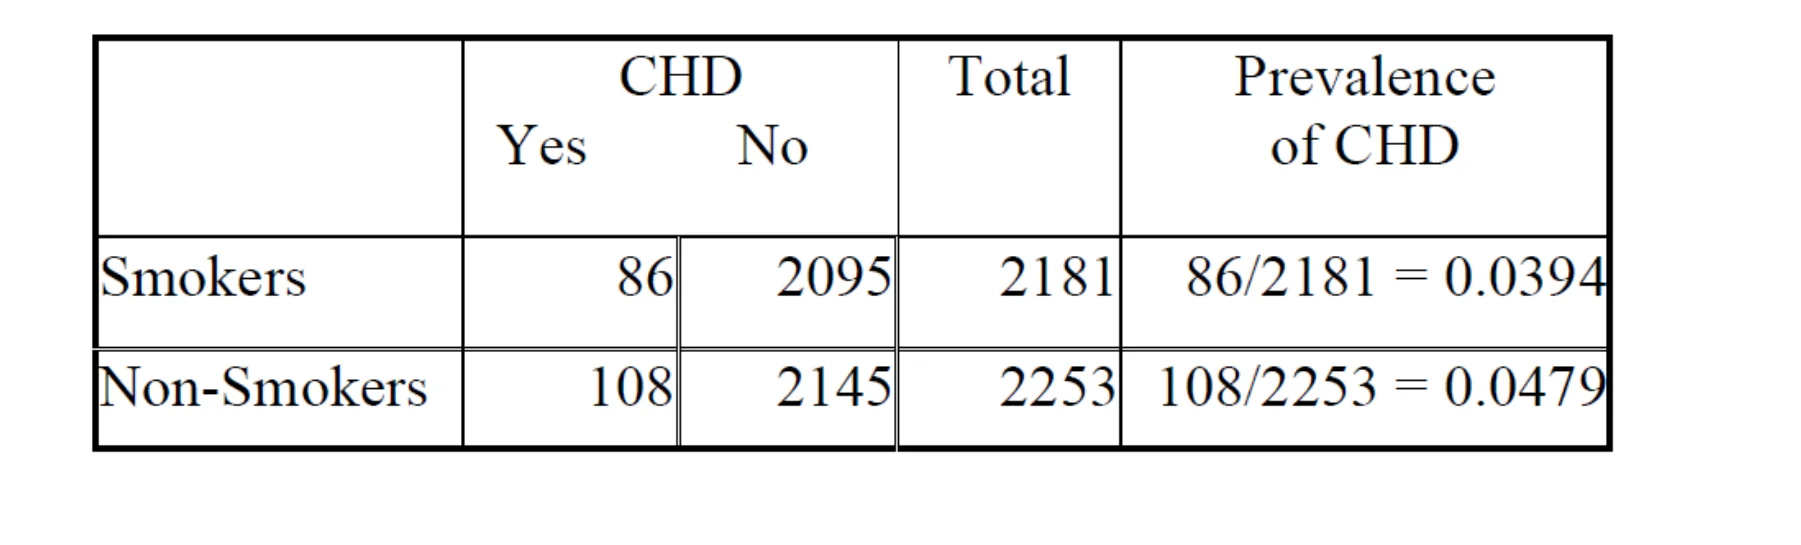 CHD Total Prevalence
Yes No of CHD
Smokers 86 2095 2181 86/2181 = 0.0394
Non-Smokers 108 2145 2253 108/2253 = 0.0479